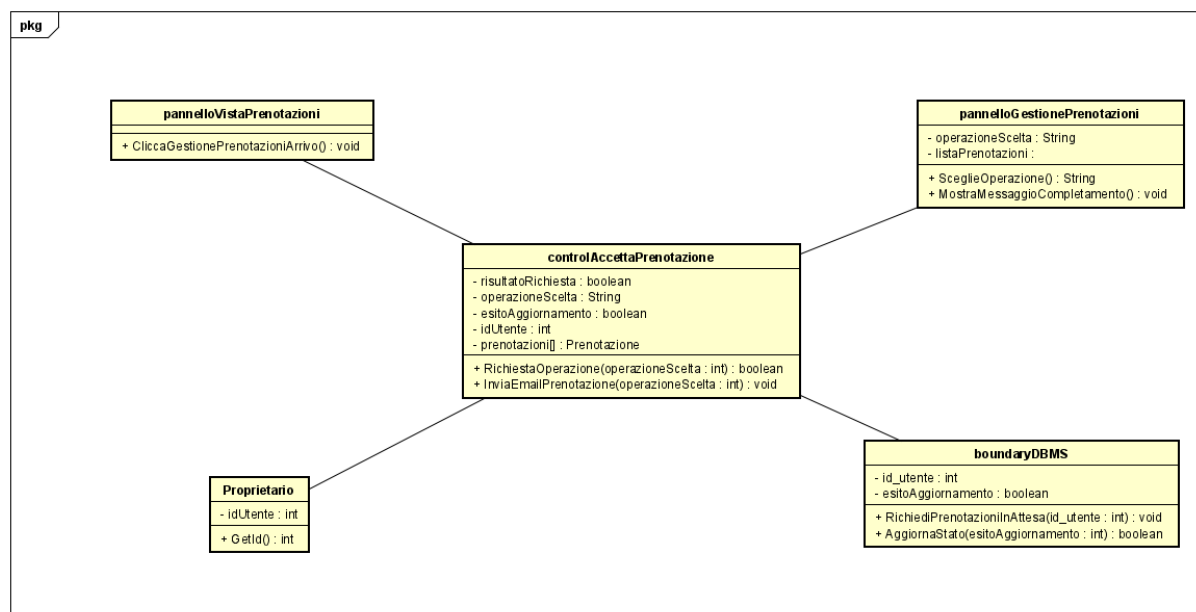 pkg
pannelloVistaPrenotazioni
+ CliccaGestionePrenotazioniArrivo() : void
pannelloGestionePrenotazioni
- operazioneScelta : String
- listaPrenotazioni :
+ SceglieOperazione() : String
+ MostraMessaggioCompletamento() : void
controlAccettaPrenotazione
- risultatoRichiesta : boolean
- operazioneScelta : String
- esitoAggiornamento : boolean
- idUtente : int
- prenotazioni[] : Prenotazione
+ RichiestaOperazione(operazioneScelta : int) : boolean
+ InviaEmailPrenotazione(operazioneScelta : int) : void
Proprietario
- idUtente : int
+ GetId() : int
boundaryDBMS
- id_utente : int
- esitoAggiornamento : boolean
+ RichiediPrenotazioniInAttesa(id_utente : int) : void
+ AggiornaStato(esitoAggiornamento : int) : boolean